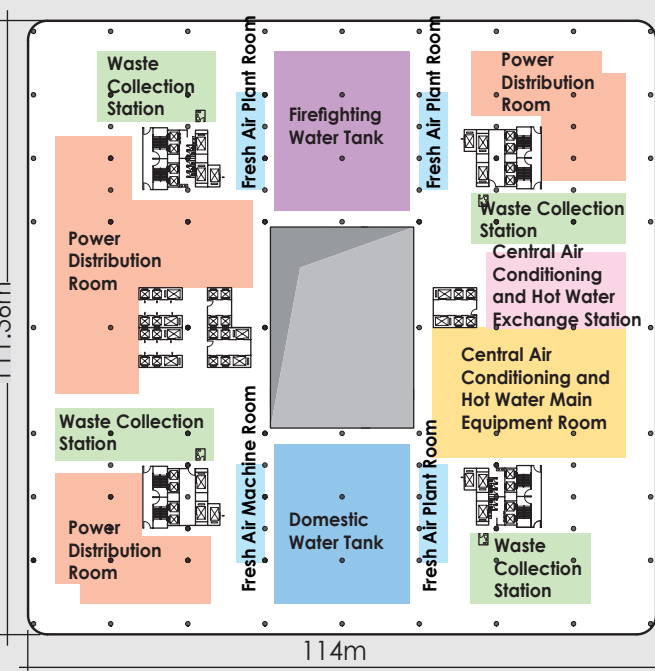 Waste
Collection
Station
Fresh Air Plant Room
Firefighting
Water Tank
Fresh Air Plant Room
Power
Distribution
Room
Waste Collection
Station
Power
Distribution
Room
Central Air
Conditioning
and Hot Water
Exchange Station
Central Air
Conditioning and
Hot Water Main
Equipment Room
Waste Collection
Station
Fresh Air Machine Room
Domestic
Water Tank
Fresh Air Plant Room
Power
Distribution
Room
Waste
Collection
Station
114m